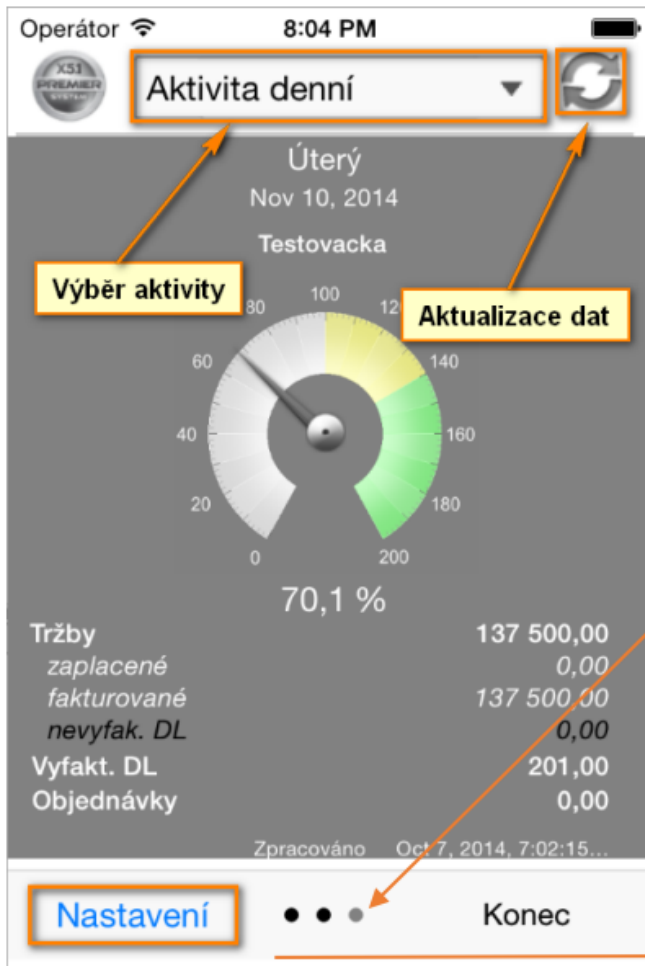 Operátor 8:04 PM
X51
PREMIER
SYSTEM
Aktivita denní
Úterý
Nov 10, 2014
Testovacka
Výběr aktivity
Aktualizace dat
0
20
40
60
80
100
12
140
160
180
200
70,1 %
Tržby 137 500,00
zaplacené 0,00
fakturované 137 500,00
nevyfak. DL 0,00
Vyfakt. DL 201,00
Objednávky 0,00
Zpracováno Oct 7, 2014, 7:02:15...
Nastavení Konec